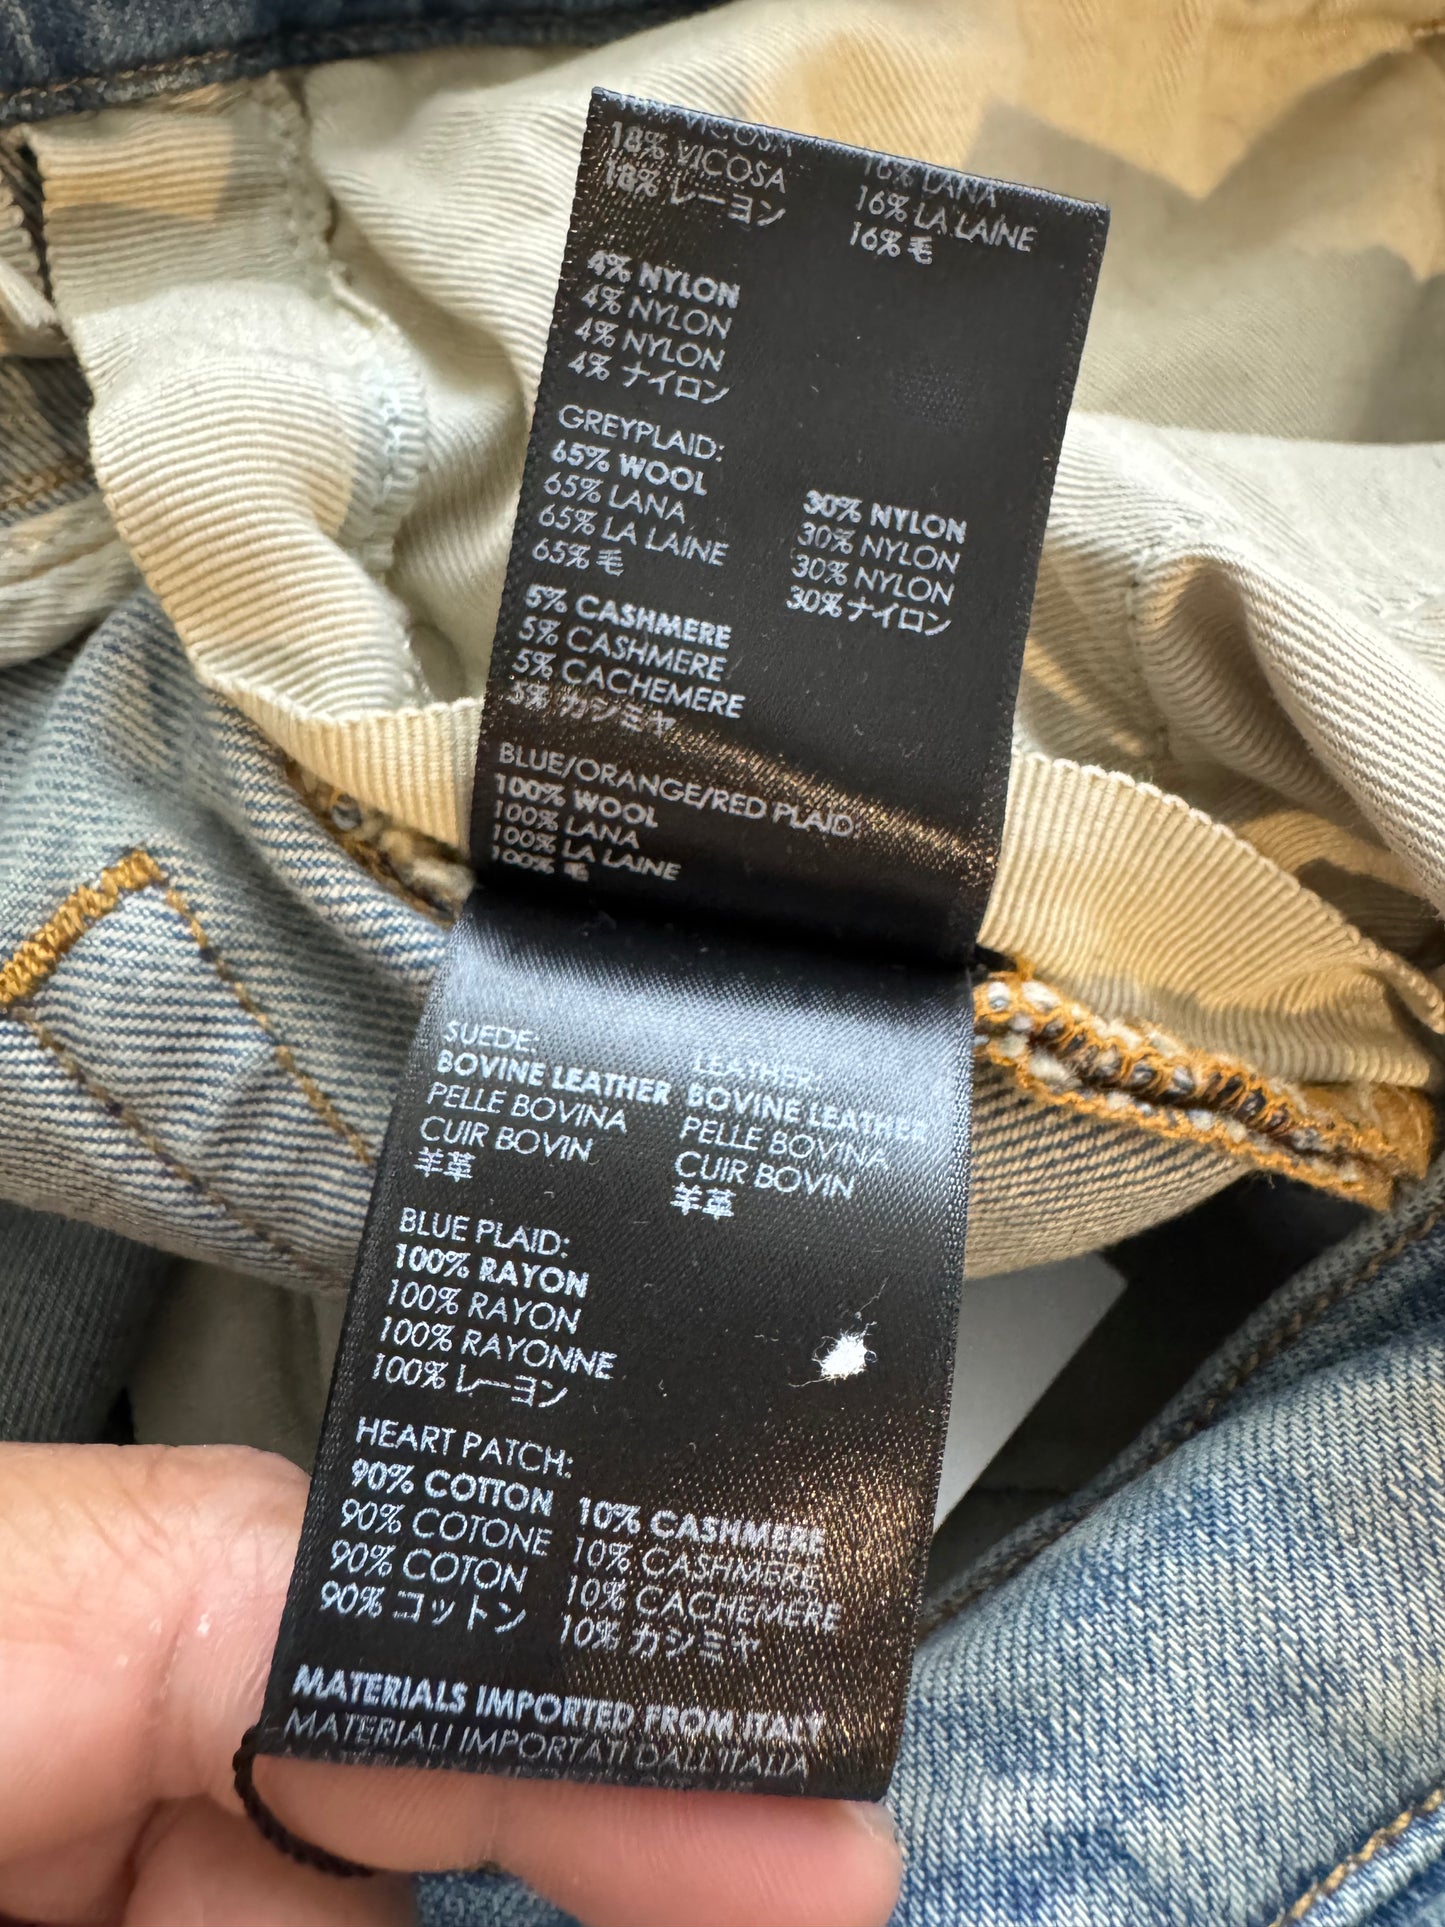 18% VICOSA
18% レーヨン
16% LANA
16% LA LAINE
16% 毛
4% NYLON
4% NYLON
4% NYLON
4% ナイロン
GREYPLAID:
65% WOOL
65% LANA
65% LA LAINE
65% 毛
30% NYLON
30% NYLON
30% NYLON
30% ナイロン
5% CASHMERE
5% CASHMERE
5% CACHEMERE
5% カシミヤ
BLUE/ORANGE/RED PLAID:
100% WOOL
100% LANA
100% LA LAINE
100% 毛
SUEDE:
BOVINE LEATHER
PELLE BOVINA
CUIR BOVIN
羊革
LEATHER:
BOVINE LEATHER
PELLE BOVINA
CUIR BOVIN
羊革
BLUE PLAID:
100% RAYON
100% RAYON
100% RAYONNE
100% レーヨン
HEART PATCH:
90% COTTON
90% COTONE
90% COTON
90% コットン
10% CASHMERE
10% CASHMERE
10% CACHEMERE
10% カシミヤ
MATERIALS IMPORTED FROM ITALY
MATERIALI IMPORTATI DALL'ITALIA